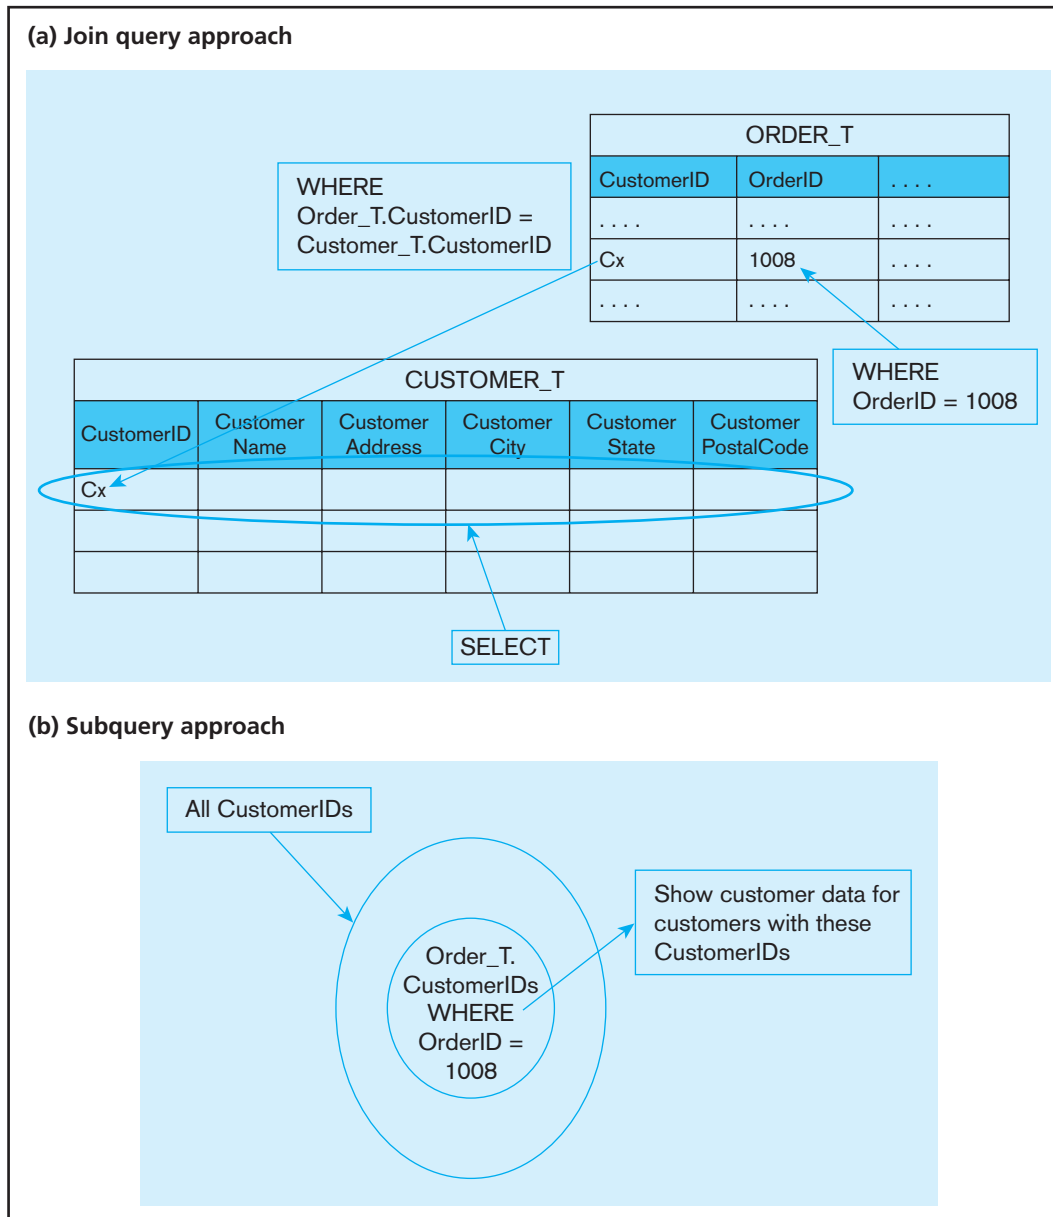 (a) Join query approach
ORDER_T
CustomerID OrderID . . . .
. . . . . . . . . . . .
Cx 1008 . . . .
. . . . . . . . . . . .
WHERE
Order_T.CustomerID =
Customer_T.CustomerID
WHERE
OrderID = 1008
CUSTOMER_T
CustomerID Customer Name Customer Address Customer City Customer State Customer PostalCode
Cx
SELECT
(b) Subquery approach
All CustomerIDs
Order_T.
CustomerIDs
WHERE
OrderID =
1008
Show customer data for
customers with these
CustomerIDs